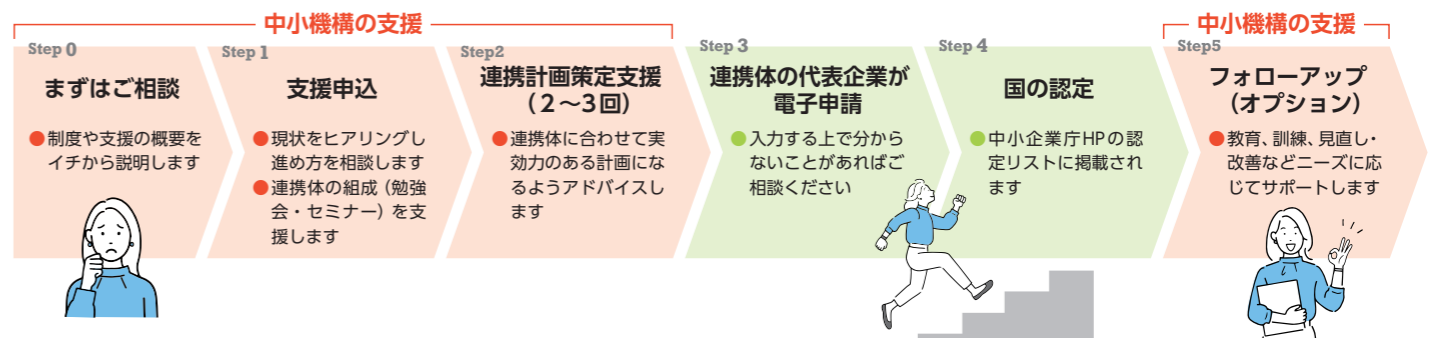 中小機構の支援
Step 0
まずはご相談
●制度や支援の概要を
イチから説明します
Step 1
支援申込
●現状をヒアリングし
進め方を相談します
●連携体の組成（勉強
会・セミナー）を支
援します
Step2
連携計画策定支援
（2〜3回）
●連携体に合わせて実
効力のある計画にな
るようアドバイスし
ます
Step 3
連携体の代表企業が
電子申請
●入力する上で分から
ないことがあればご
相談ください
Step 4
国の認定
●中小企業庁HPの認
定リストに掲載され
ます
中小機構の支援
Step5
フォローアップ
（オプション）
●教育、訓練、見直し・
改善などニーズに応
じてサポートします